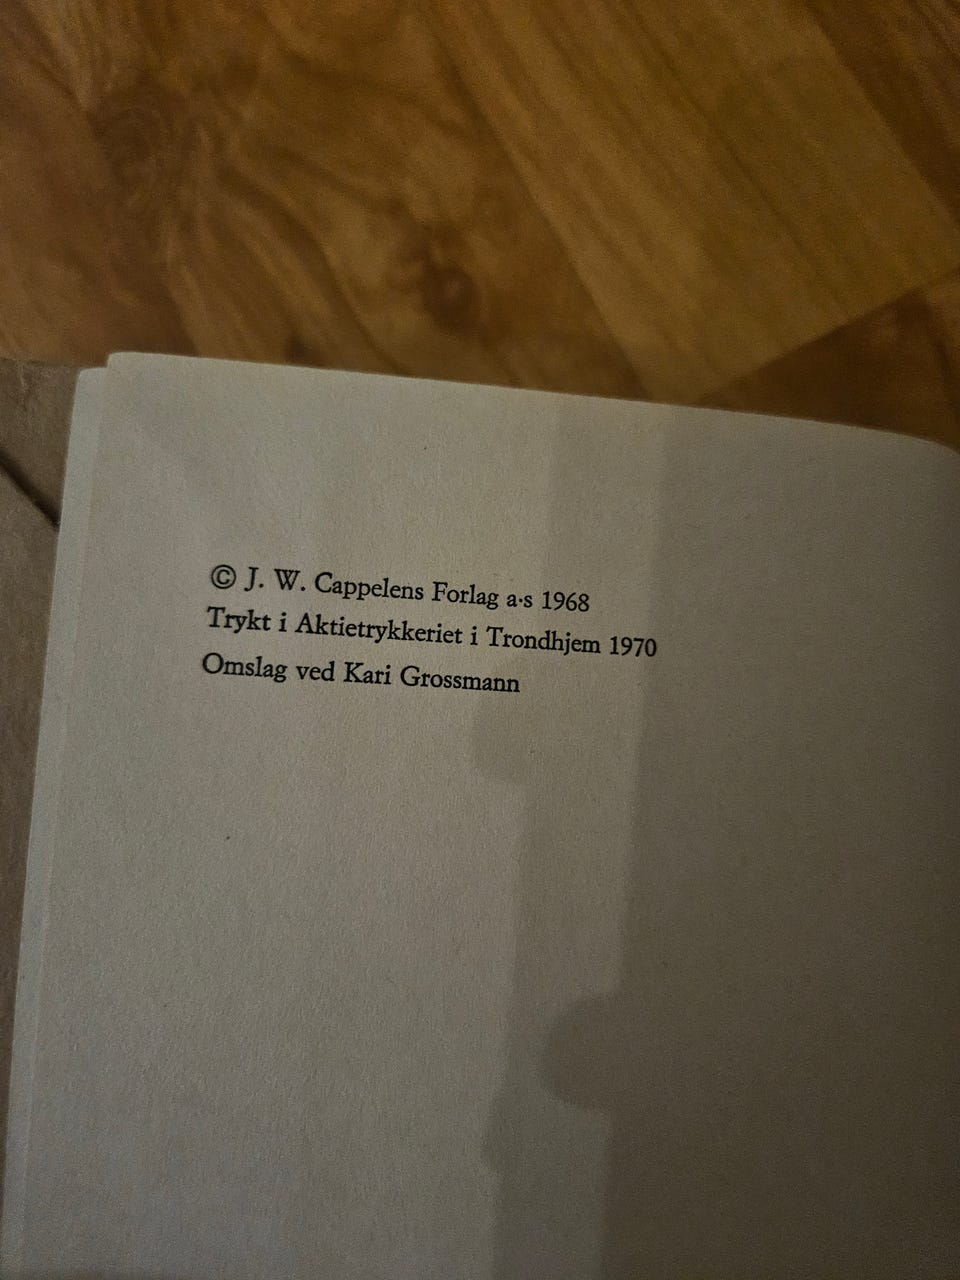 © J. W. Cappelens Forlag a·s 1968
Trykt i Aktietrykkeriet i Trondhjem 1970
Omslag ved Kari Grossmann